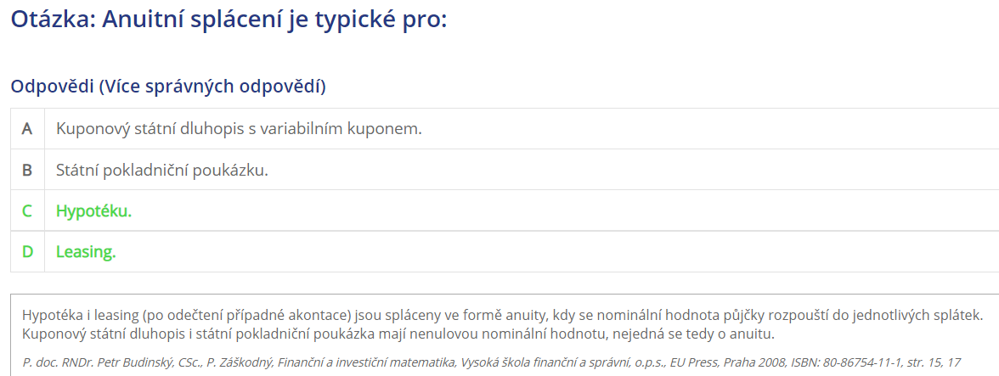 Otázka: Anuitní splácení je typické pro:
Odpovědi (Více správných odpovědí)
A Kuponový státní dluhopis s variabilním kuponem.
B Státní pokladniční poukázku.
C Hypotéku.
D Leasing.
Hypotéka i leasing (po odečtení případné akontace) jsou spláceny ve formě anuity, kdy se nominální hodnota půjčky rozpouští do jednotlivých splátek.
Kuponový státní dluhopis i státní pokladniční poukázka mají nenulovou nominální hodnotu, nejedná se tedy o anuitu.
P. doc. RNDr. Petr Budinský, CSc., P. Záškodný, Finanční a investiční matematika, Vysoká škola finanční a správní, o.p.s., EU Press, Praha 2008, ISBN: 80-86754-11-1, str. 15, 17